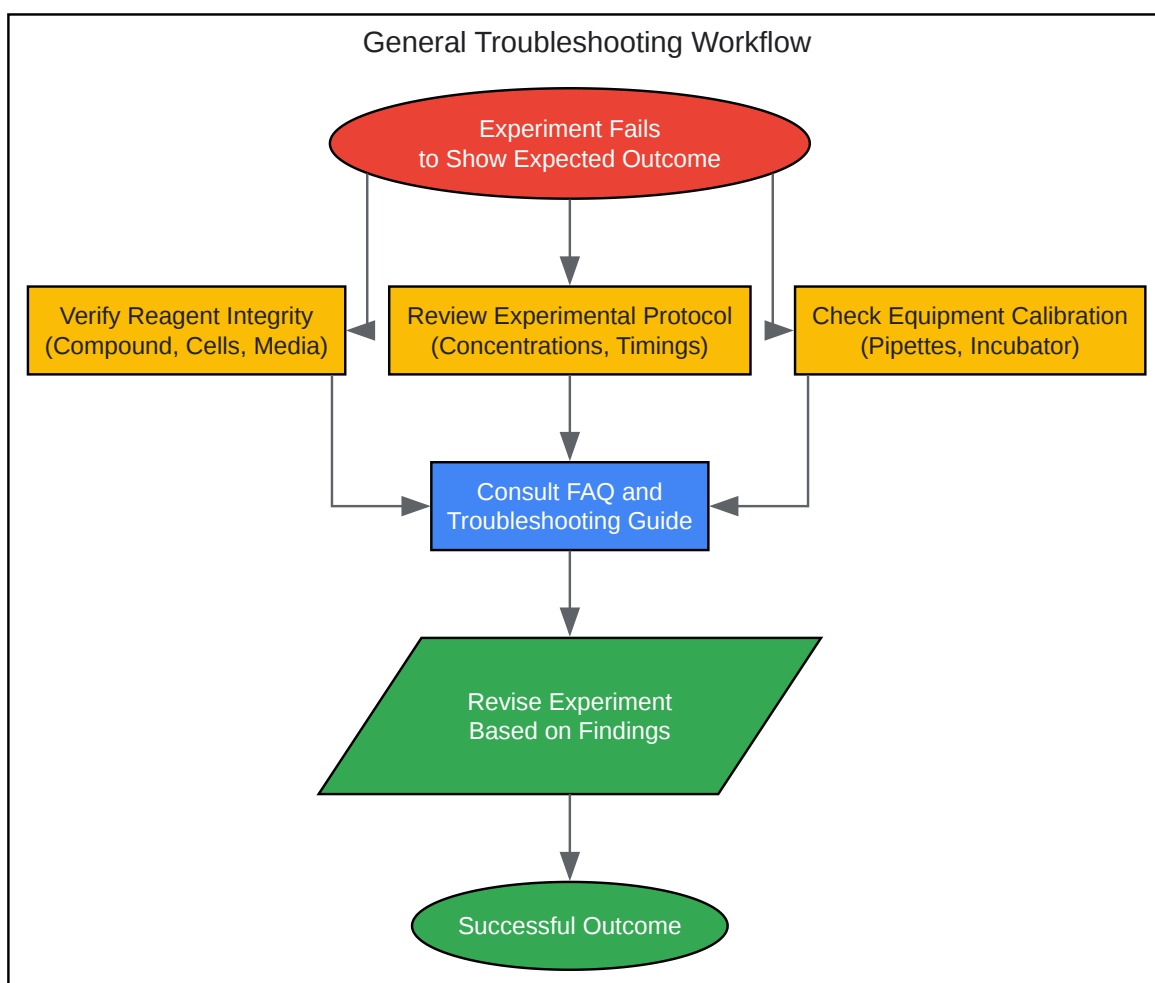 General Troubleshooting Workflow
Experiment Fails
to Show Expected Outcome
Verify Reagent Integrity
(Compound, Cells, Media)
Review Experimental Protocol
(Concentrations, Timings)
Check Equipment Calibration
(Pipettes, Incubator)
Consult FAQ and
Troubleshooting Guide
Revise Experiment
Based on Findings
Successful Outcome